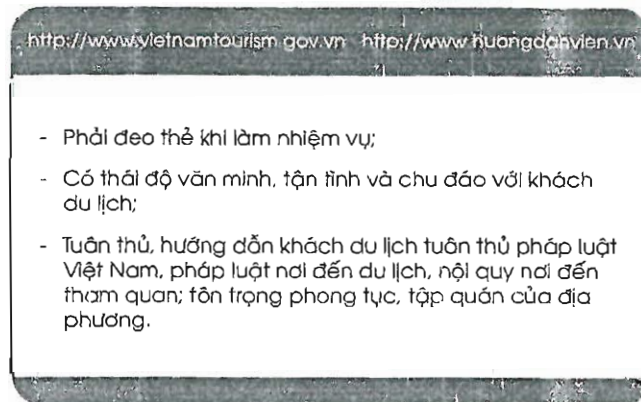 http://www.vietnamtourism.gov.vn http://www.huongdanvien.vn
- Phải đeo thẻ khi làm nhiệm vụ;
- Có thái độ văn minh, tận tình và chu đáo với khách
du lịch;
- Tuân thủ, hướng dẫn khách du lịch tuân thủ pháp luật
Việt Nam, pháp luật nơi đến du lịch, nội quy nơi đến
tham quan; tôn trọng phong tục, tập quán của địa
phương.